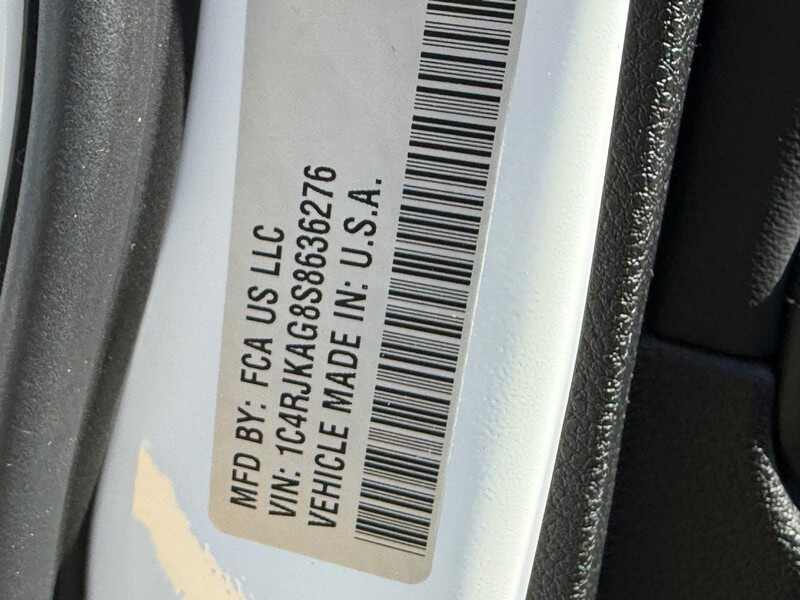 MFD BY: FCA US LLC
VIN: 1C4RJKAG8S8636276
VEHICLE MADE IN: U.S.A.